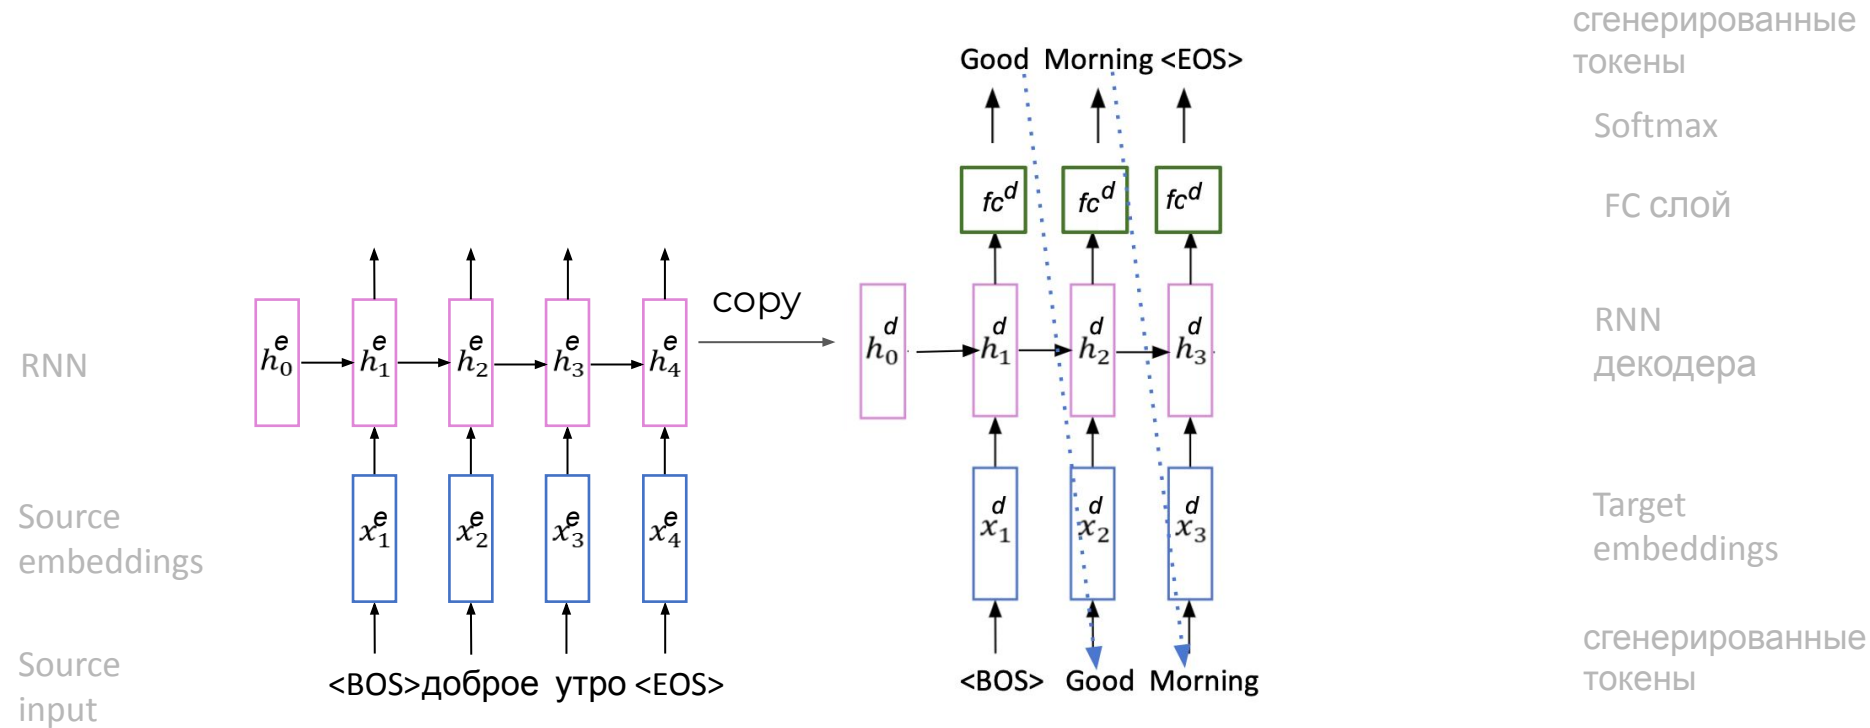 сгенерированные
токены
Good Morning <EOS>
Softmax
fc^d fc^d fc^d
FC слой
copy
h_0^e h_1^e h_2^e h_3^e h_4^e
h_0^d h_1^d h_2^d h_3^d
RNN
RNN
декодера
Source
embeddings
x_1^e x_2^e x_3^e x_4^e
x_1^d x_2^d x_3^d
Target
embeddings
Source
input
<BOS> доброе утро <EOS>
<BOS> Good Morning
сгенерированные
токены